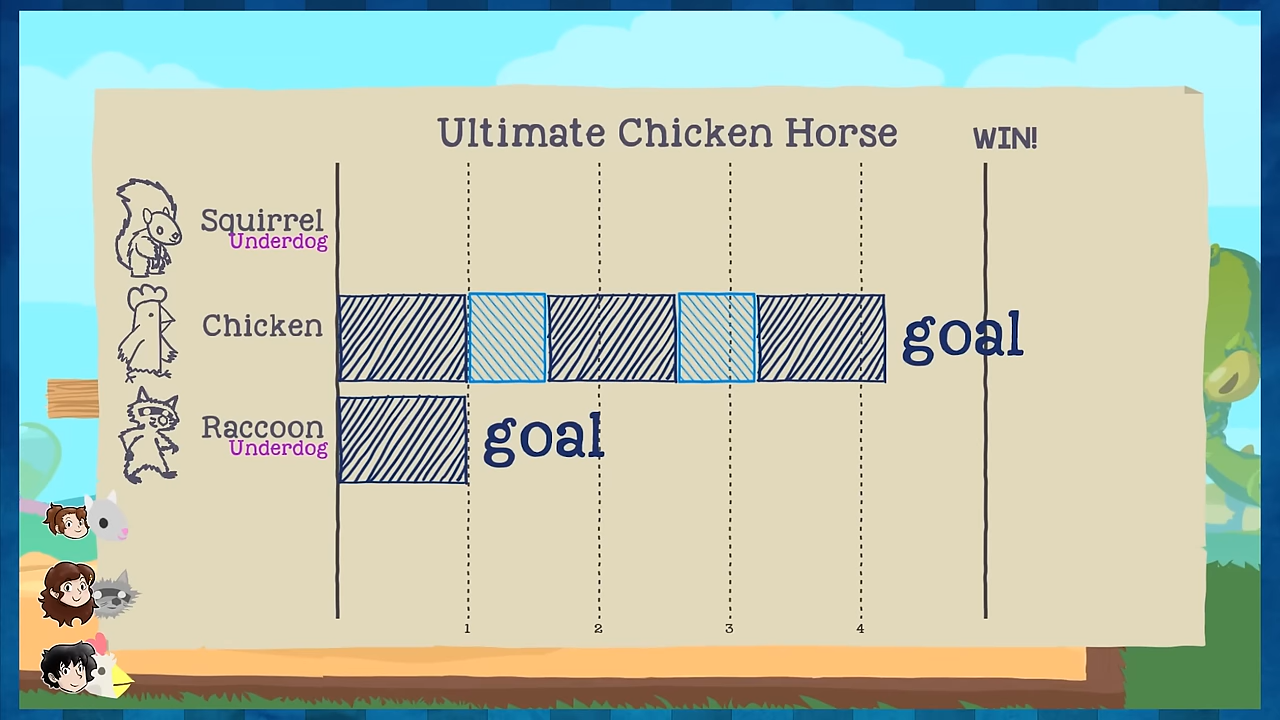 Ultimate Chicken Horse
WIN!
Squirrel
Underdog
Chicken
goal
Raccoon
Underdog
goal
1 2 3 4